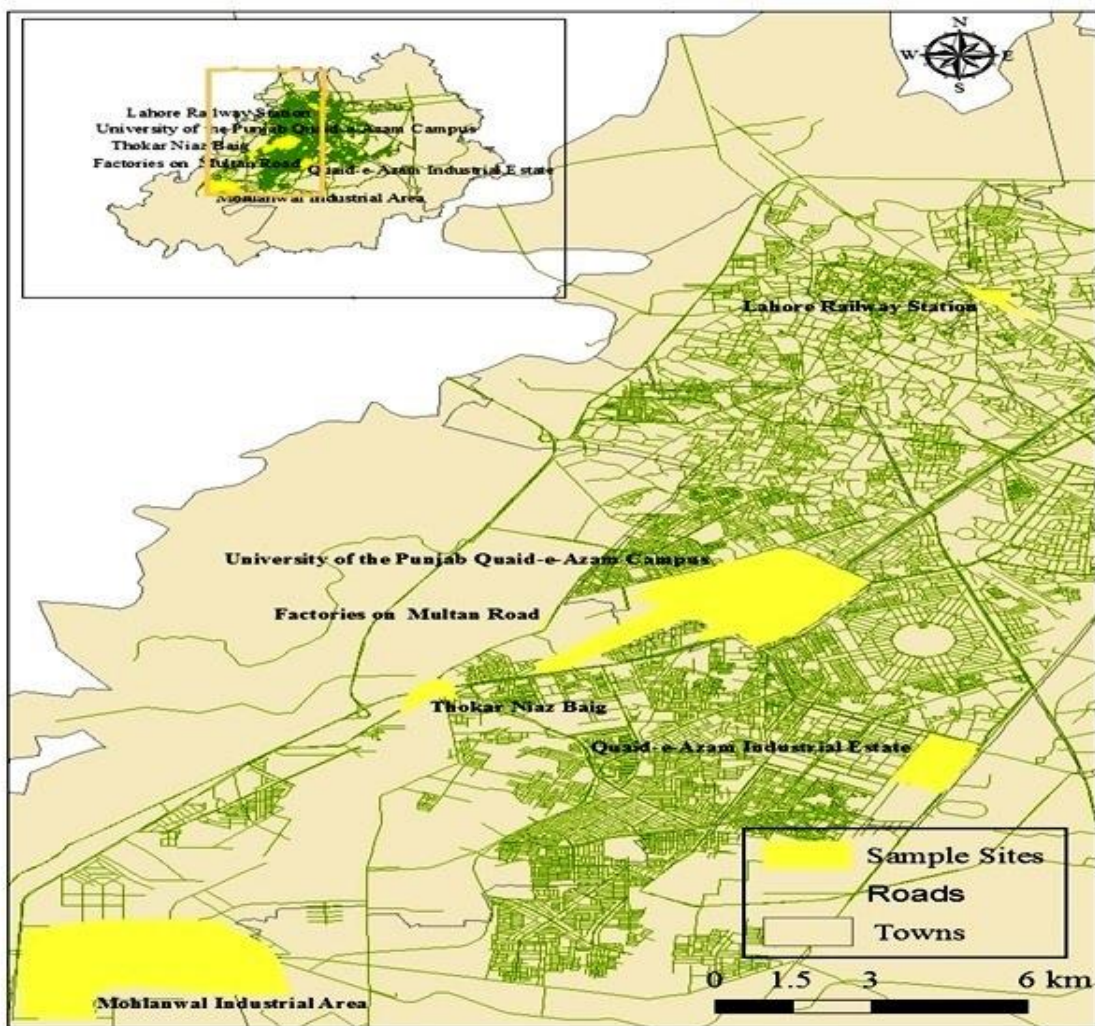 N
W E
S
Lahore Railway Station
University of the Punjab Quaid-e-Azam Campus
Thokar Niaz Baig
Factories on Multan Road
Quaid-e-Azam Industrial Estate
Mohlanwal Industrial Area
Lahore Railway Station
University of the Punjab Quaid-e-Azam Campus
Factories on Multan Road
Thokar Niaz Baig
Quaid-e-Azam Industrial Estate
Sample Sites
Roads
Towns
0 1.5 3 6 km
Mohlanwal Industrial Area